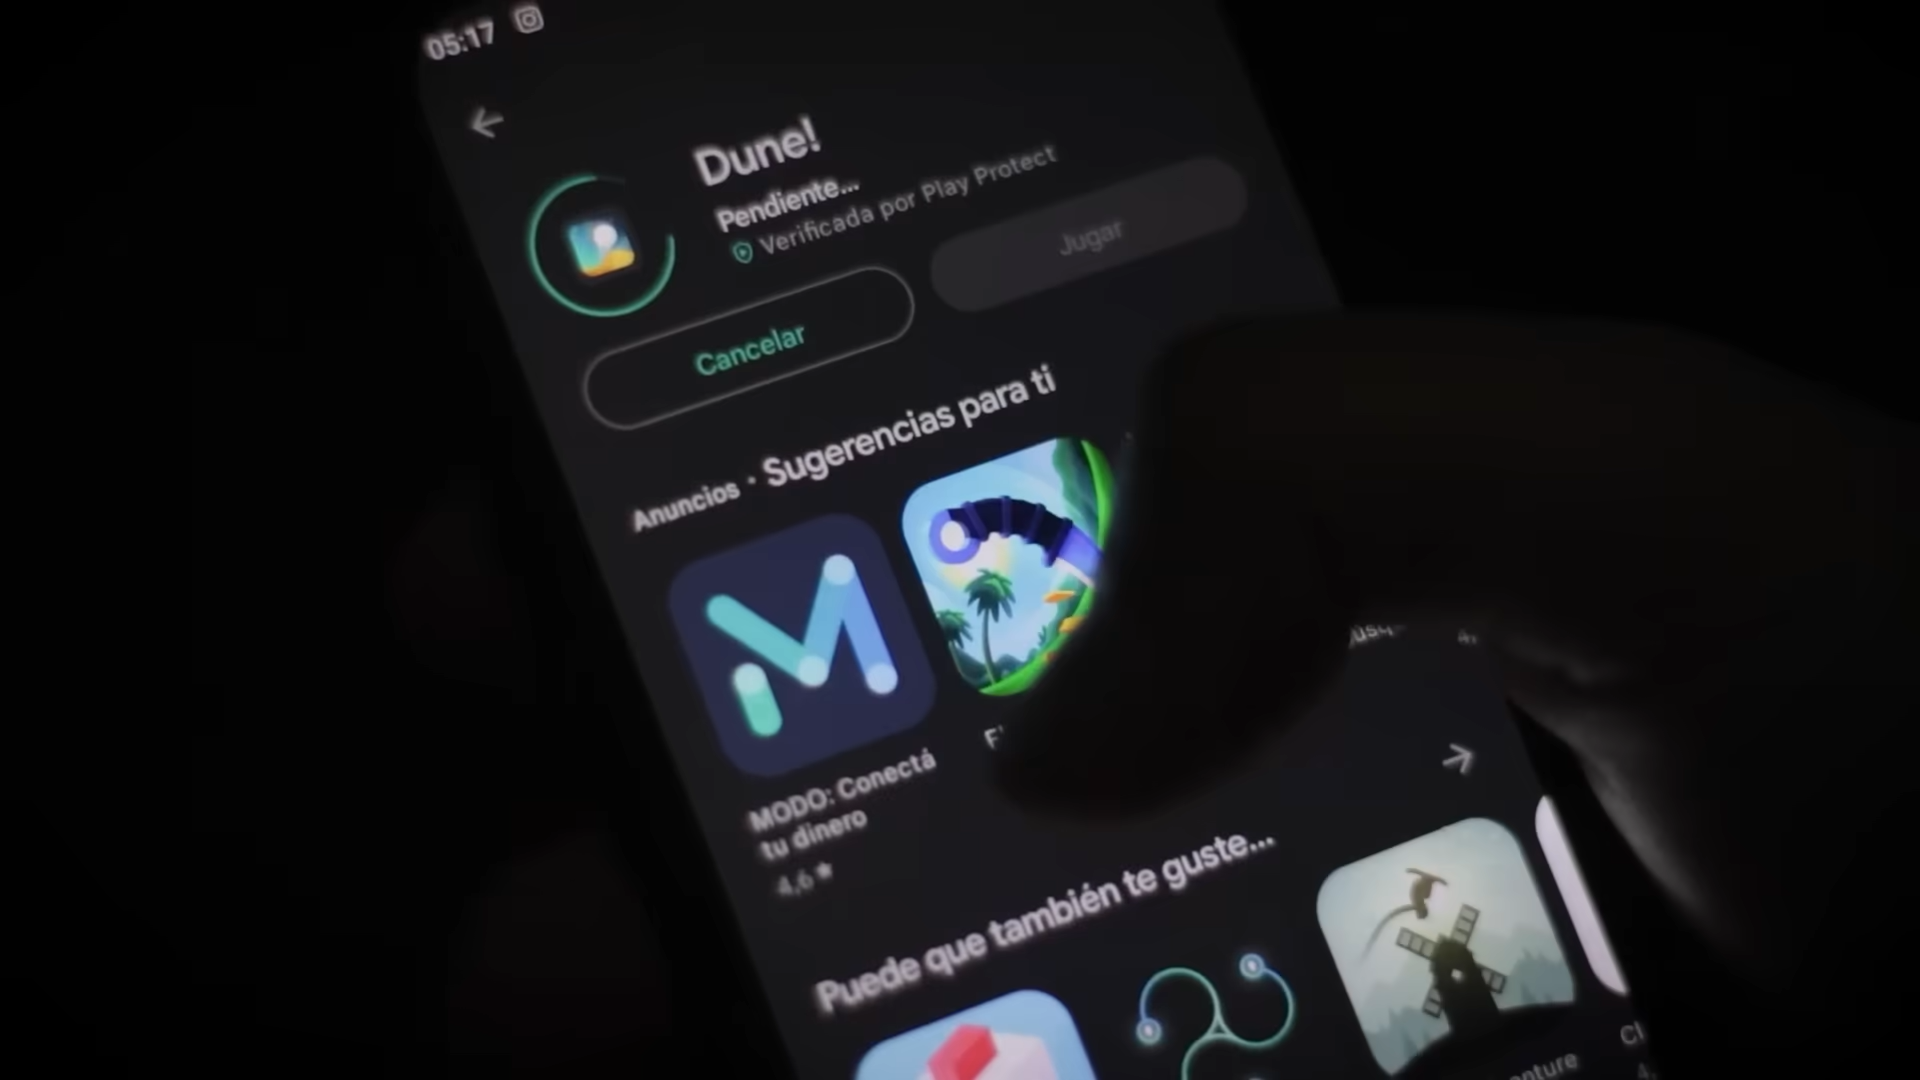 05:17
Dune!
Pendiente...
Verificada por Play Protect
Cancelar
Jugar
Anuncios · Sugerencias para ti
MODO: Conectá
tu dinero
4,6 ★
Puede que también te guste...